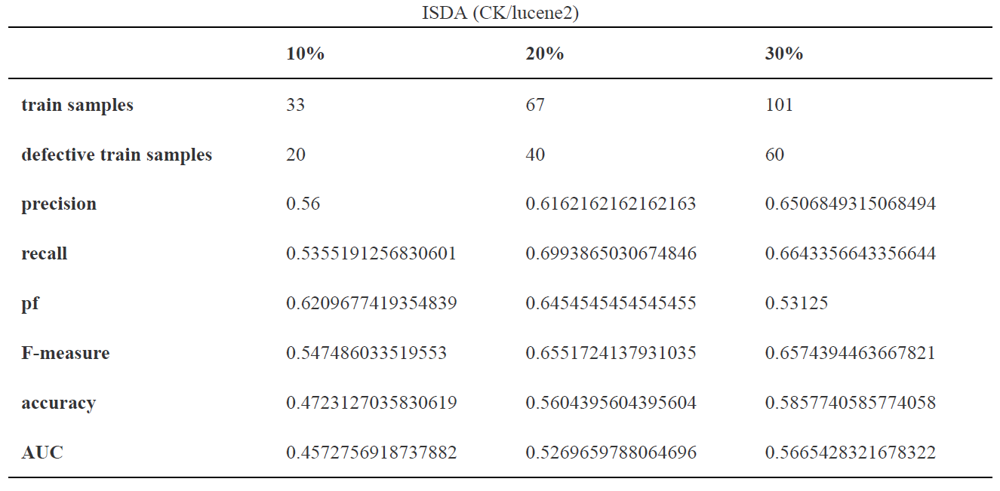 ISDA (CK/lucene2)
10% 20% 30%
train samples 33 67 101
defective train samples 20 40 60
precision 0.56 0.6162162162162163 0.6506849315068494
recall 0.5355191256830601 0.6993865030674846 0.6643356643356644
pf 0.6209677419354839 0.6454545454545455 0.53125
F-measure 0.547486033519553 0.6551724137931035 0.6574394463667821
accuracy 0.4723127035830619 0.5604395604395604 0.5857740585774058
AUC 0.4572756918737882 0.5269659788064696 0.5665428321678322